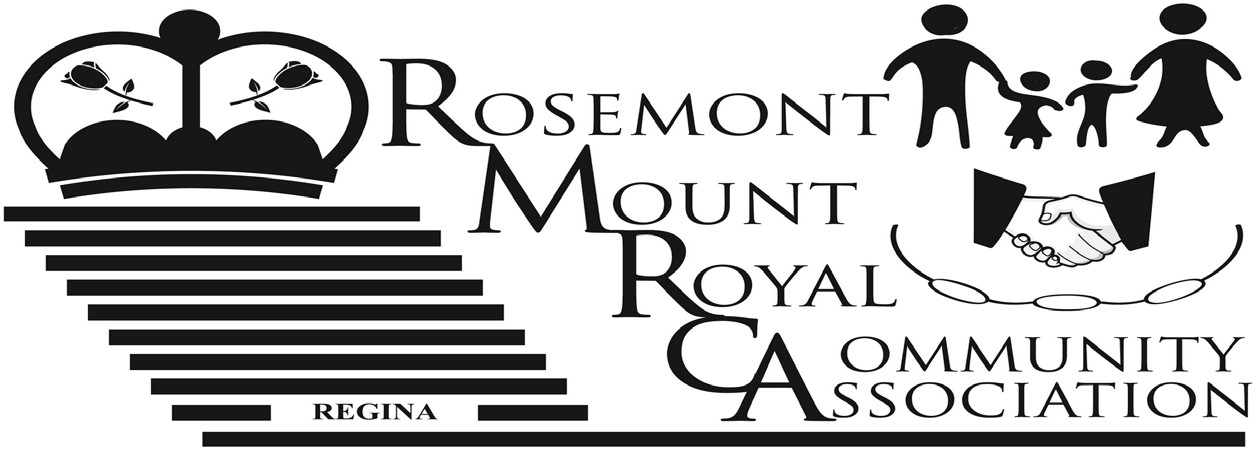 ROSEMONT
MOUNT
ROYAL
COMMUNITY
ASSOCIATION
REGINA